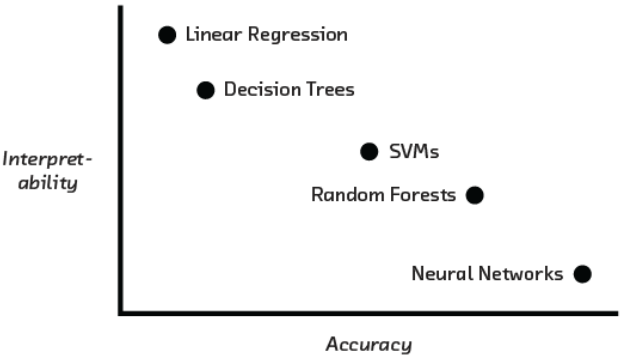 Linear Regression
Decision Trees
SVMs
Interpret-
ability
Random Forests
Neural Networks
Accuracy